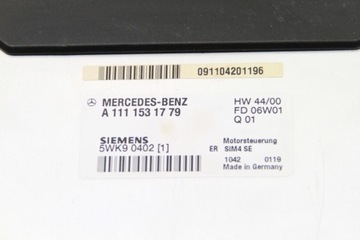 091104201196
MERCEDES-BENZ
A 111 153 17 79
HW 44/00
FD 06W01
Q 01
SIEMENS
5WK9 0402 [1]
Motorsteuerung
ER SIM4 SE
1042 0119
Made in Germany